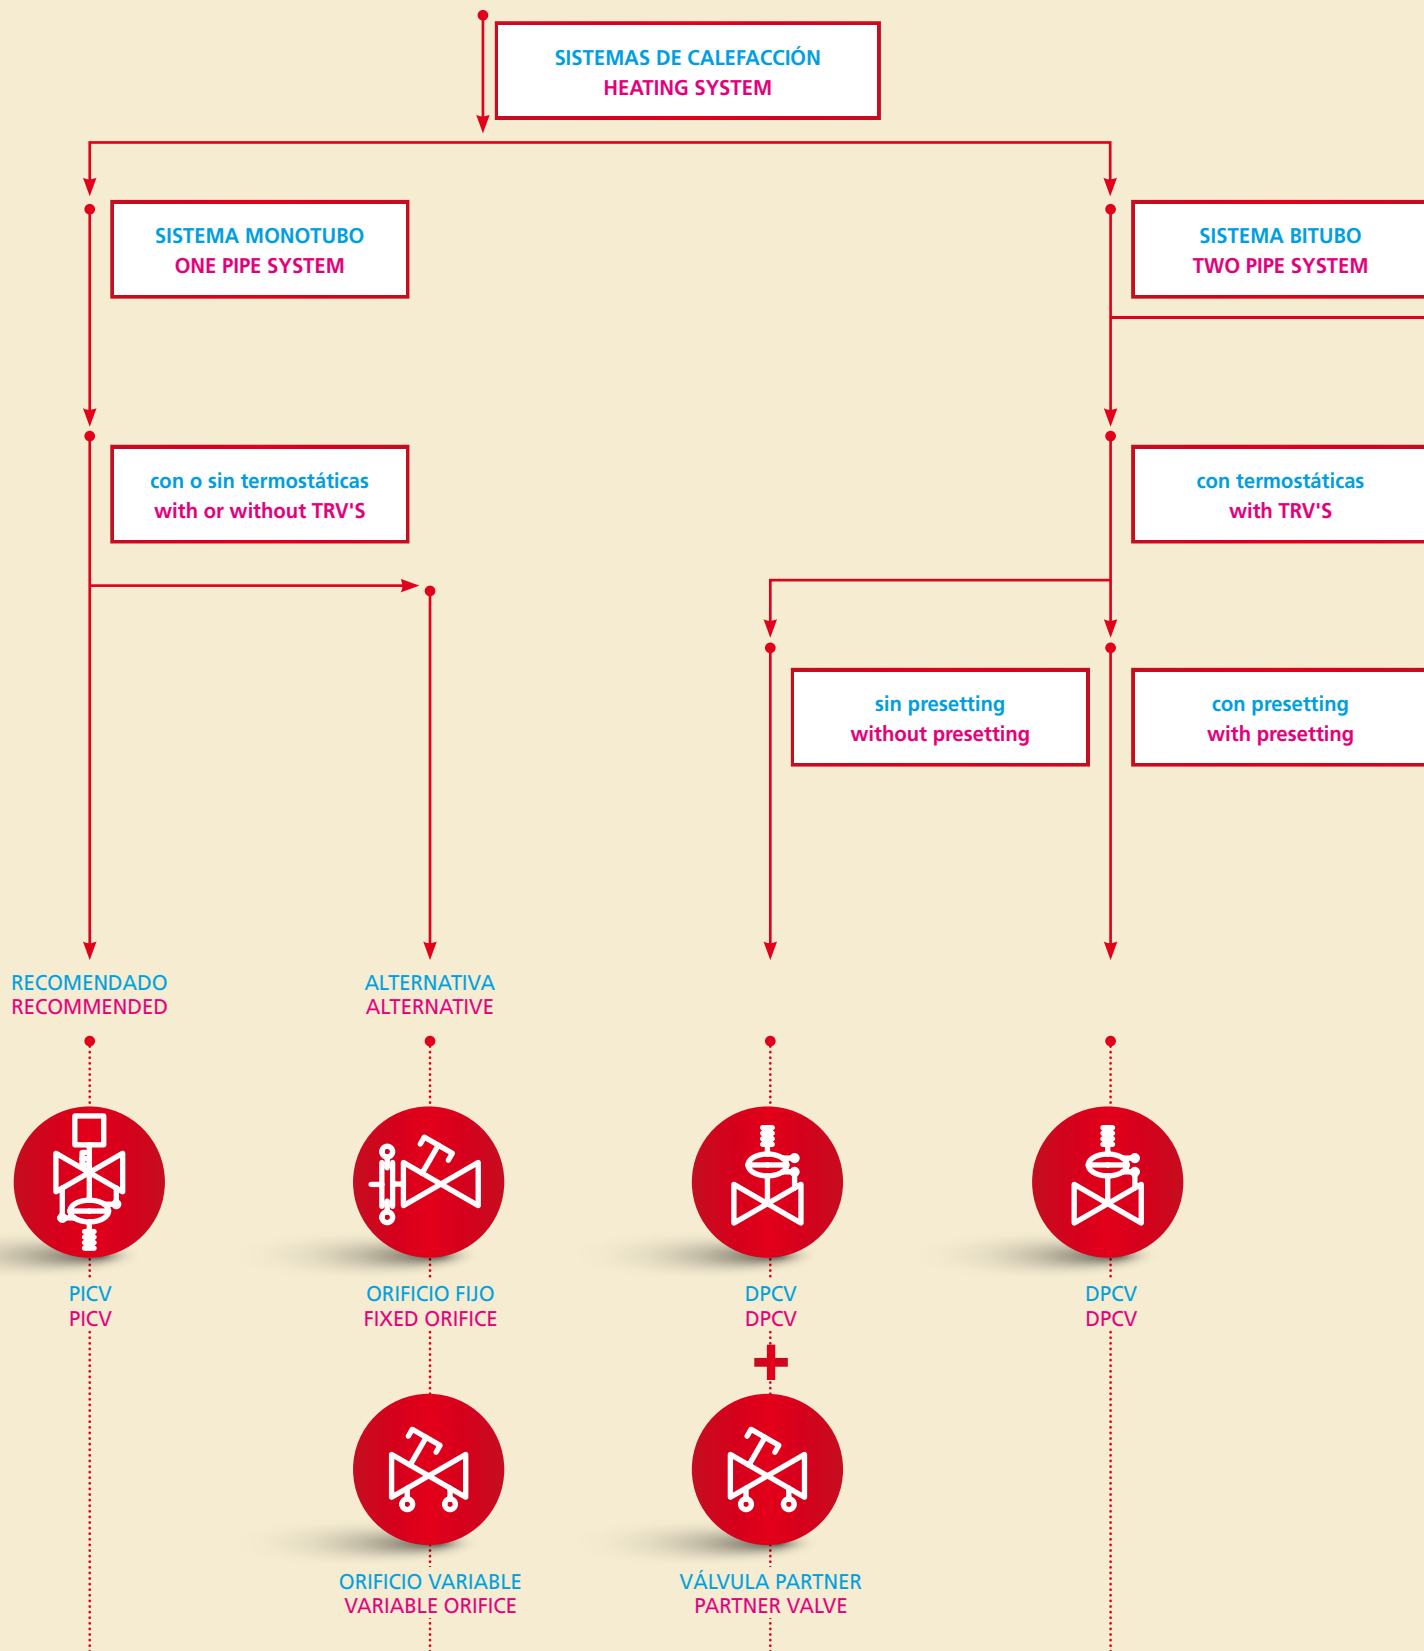 SISTEMAS DE CALEFACCIÓN
HEATING SYSTEM
SISTEMA MONOTUBO
ONE PIPE SYSTEM
SISTEMA BITUBO
TWO PIPE SYSTEM
con o sin termostáticas
with or without TRV'S
con termostáticas
with TRV'S
sin presetting
without presetting
con presetting
with presetting
RECOMENDADO
RECOMMENDED
ALTERNATIVA
ALTERNATIVE
PICV
PICV
ORIFICIO FIJO
FIXED ORIFICE
DPCV
DPCV
DPCV
DPCV
ORIFICIO VARIABLE
VARIABLE ORIFICE
VÁLVULA PARTNER
PARTNER VALVE